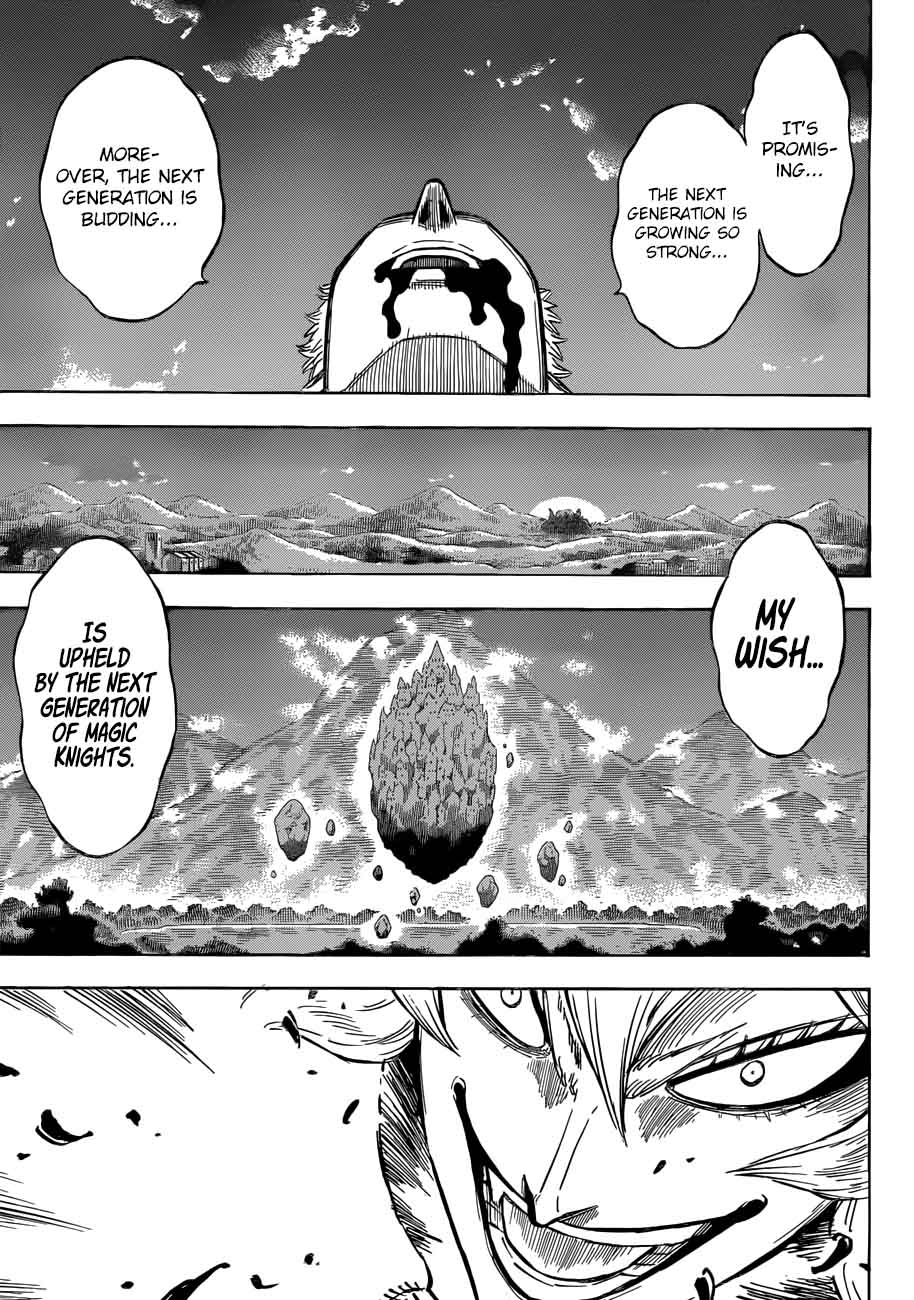 IT'S
PROMIS-
ING...
THE NEXT
GENERATION IS
GROWING SO
STRONG...
MORE-
OVER, THE NEXT
GENERATION IS
BUDDING...
MY
WISH...
IS
UPHELD
BY THE NEXT
GENERATION
OF MAGIC
KNIGHTS.